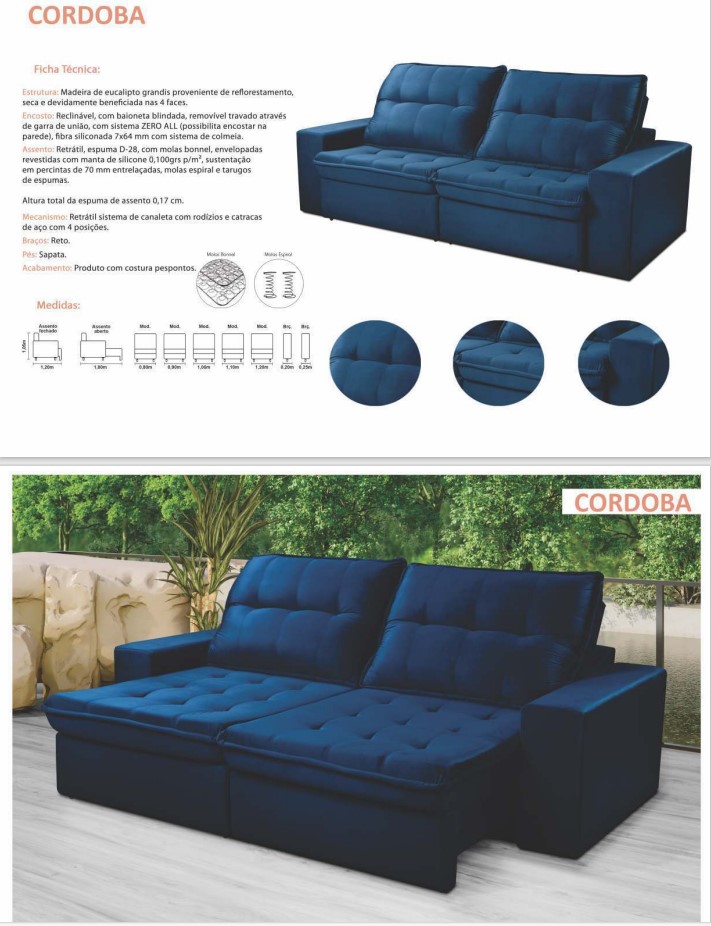 CORDOBA
Ficha Técnica:
Estrutura: Madeira de eucalipto grandis proveniente de reflorestamento,
seca e devidamente beneficiada nas 4 faces.
Encosto: Reclinável, com baioneta blindada, removível travado através
de garra de união, com sistema ZERO ALL (possibilita encostar na
parede), fibra siliconada 7x64 mm com sistema de colmeia.
Assento: Retrátil, espuma D-28, com molas bonnel, envelopadas
revestidas com manta de silicone 0,100grs p/m², sustentação
em percintas de 70 mm entrelaçadas, molas espiral e tarugos
de espumas.
Altura total da espuma de assento 0,17 cm.
Mecanismo: Retrátil sistema de canaleta com rodízios e catracas
de aço com 4 posições.
Braços: Reto.
Pés: Sapata.
Acabamento: Produto com costura pespontos.
Molas Bonnel Molas Espiral
Medidas:
Assento fechado Assento aberto Mod. Mod. Mod. Mod. Mod. Brç. Brç.
1,20m 1,80m 0,80m 0,90m 1,00m 1,10m 1,20m 0,20m 0,25m
CORDOBA